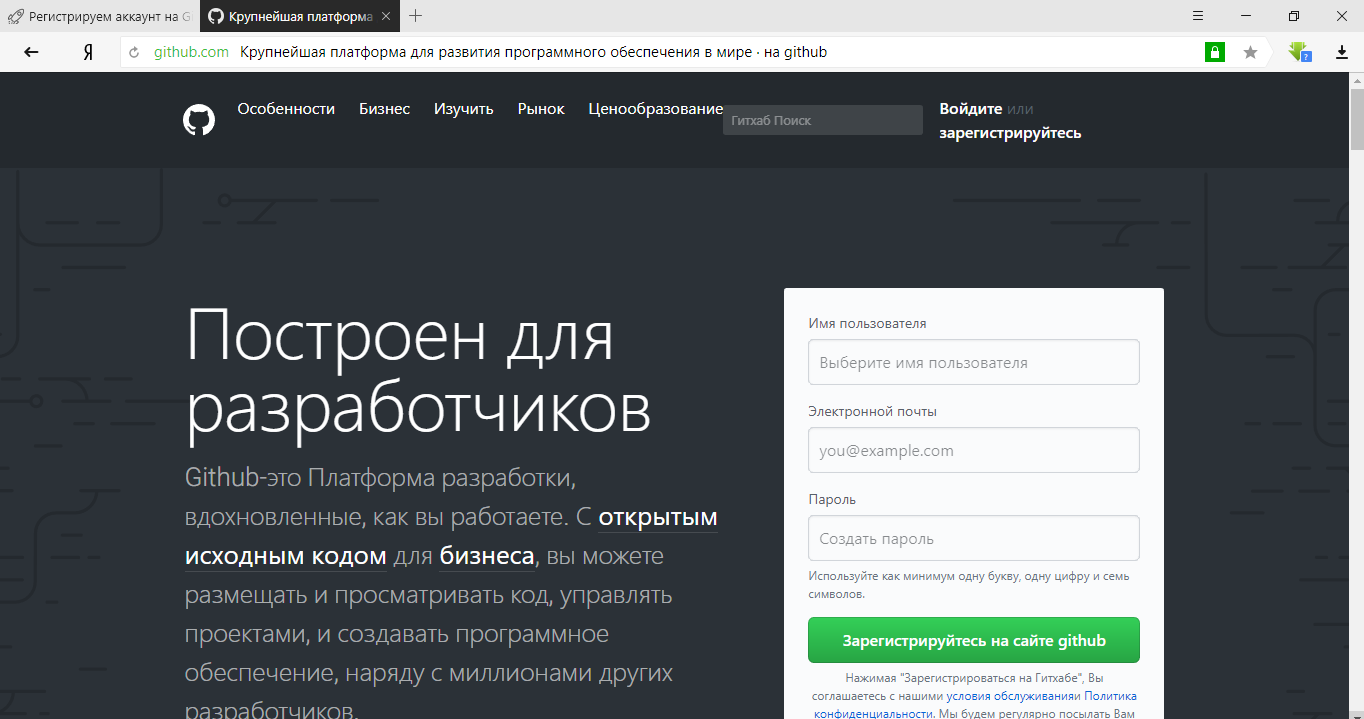 Регистрируем аккаунт на G
Крупнейшая платформа
Я
github.com Крупнейшая платформа для развития программного обеспечения в мире · на github
Особенности Бизнес Изучить Рынок Ценообразование
Гитхаб Поиск
Войдите или
зарегистрируйтесь
Построен для
разработчиков
Github-это Платформа разработки,
вдохновленные, как вы работаете. С открытым
исходным кодом для бизнеса, вы можете
размещать и просматривать код, управлять
проектами, и создавать программное
обеспечение, наряду с миллионами других
разработчиков.
Имя пользователя
Выберите имя пользователя
Электронной почты
you@example.com
Пароль
Создать пароль
Используйте как минимум одну букву, одну цифру и семь
символов.
Зарегистрируйтесь на сайте github
Нажимая "Зарегистрироваться на Гитхабе", Вы
соглашаетесь с нашими условия обслуживанияи Политика
конфиденциальности. Мы будем регулярно посылать Вам